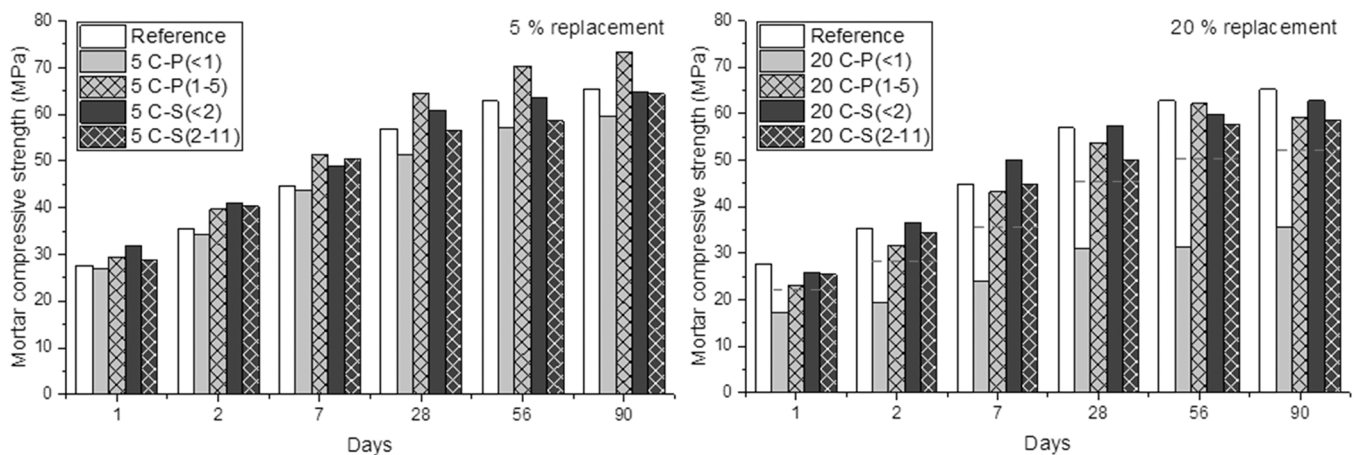 Mortar compressive strength (MPa)
80
70
60
50
40
30
20
10
0
Reference
5 C-P(<1)
5 C-P(1-5)
5 C-S(<2)
5 C-S(2-11)
5 % replacement
1 2 7 28 56 90
Days
Mortar compressive strength (MPa)
80
70
60
50
40
30
20
10
0
Reference
20 C-P(<1)
20 C-P(1-5)
20 C-S(<2)
20 C-S(2-11)
20 % replacement
1 2 7 28 56 90
Days